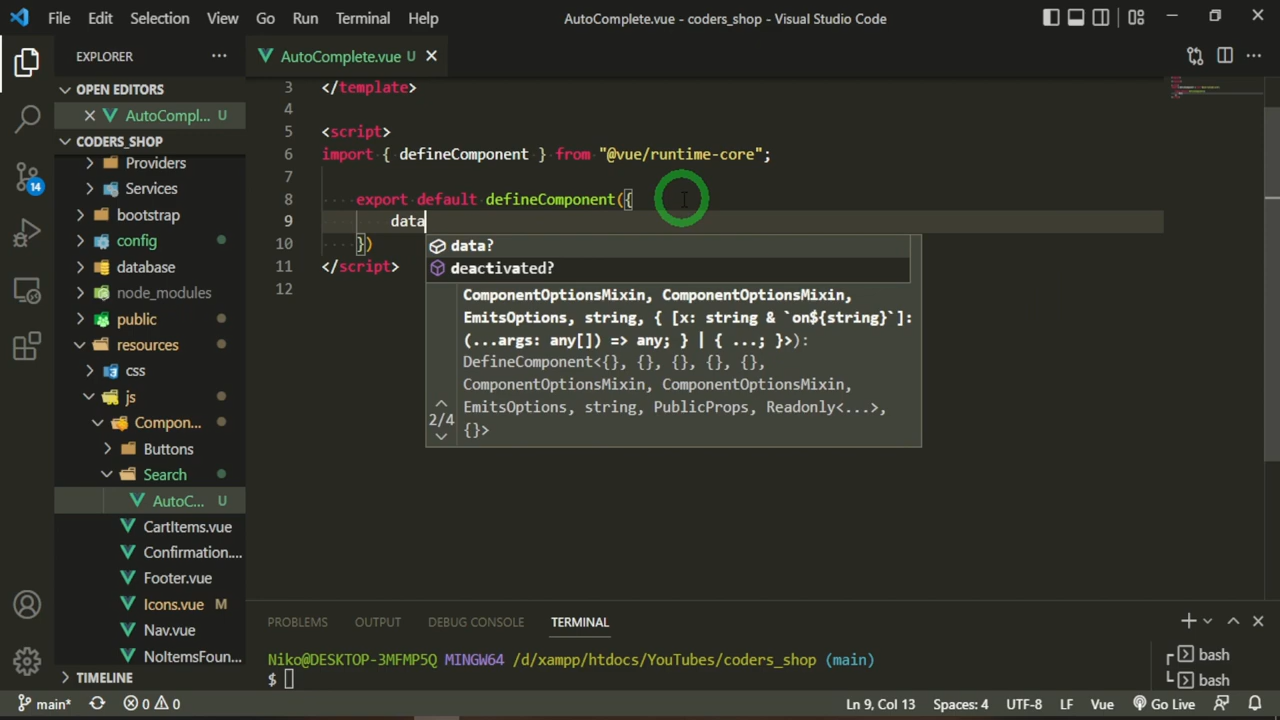 File Edit Selection View Go Run Terminal Help
AutoComplete.vue - coders_shop - Visual Studio Code
EXPLORER
OPEN EDITORS
AutoCompl... U
CODERS_SHOP
Providers
Services
bootstrap
config
database
node_modules
public
resources
css
js
Compon...
Buttons
Search
AutoC... U
CartItems.vue
Confirmation....
Footer.vue
Icons.vue M
Nav.vue
NoItemsFoun...
TIMELINE
14
AutoComplete.vue U
3 </template>
4
5 <script>
6 import { defineComponent } from "@vue/runtime-core";
7
8 export default defineComponent({
9 data
10 })
11 </script>
12
data?
deactivated?
ComponentOptionsMixin, ComponentOptionsMixin,
EmitsOptions, string, { [x: string & `on${string}`]:
(...args: any[]) => any; } | { ...; }>):
DefineComponent<{}, {}, {}, {}, {},
ComponentOptionsMixin, ComponentOptionsMixin,
EmitsOptions, string, PublicProps, Readonly<...>,
{}>
2/4
PROBLEMS OUTPUT DEBUG CONSOLE TERMINAL
Niko@DESKTOP-3MFMP5Q MINGW64 /d/xampp/htdocs/YouTubes/coders_shop (main)
$
bash
bash
main* 0 0 Ln 9, Col 13 Spaces: 4 UTF-8 LF Vue Go Live